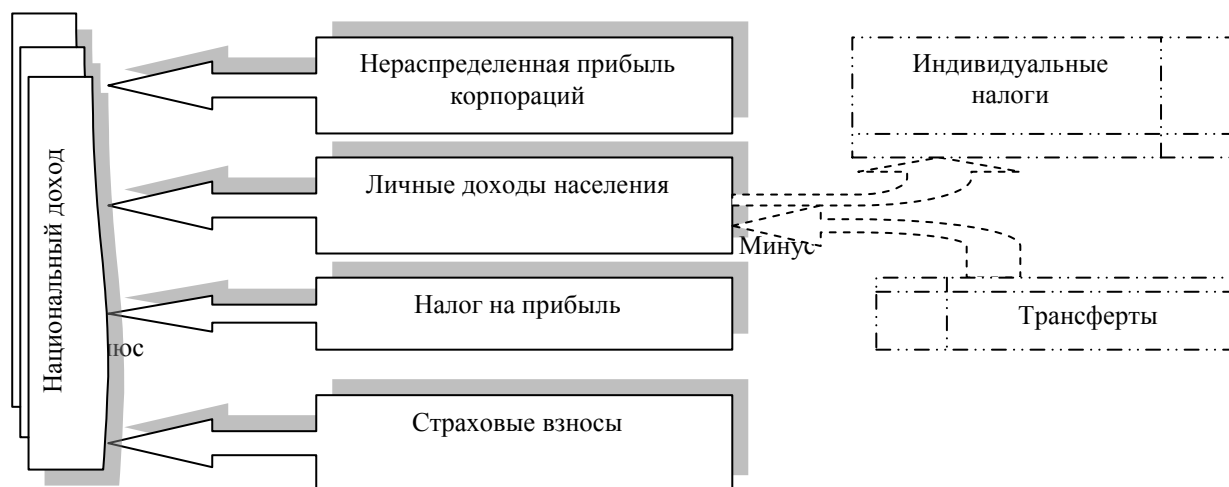 Национальный доход
Нераспределенная прибыль
корпораций
Индивидуальные
налоги
Личные доходы населения
Минус
Налог на прибыль
Трансферты
Страховые взносы